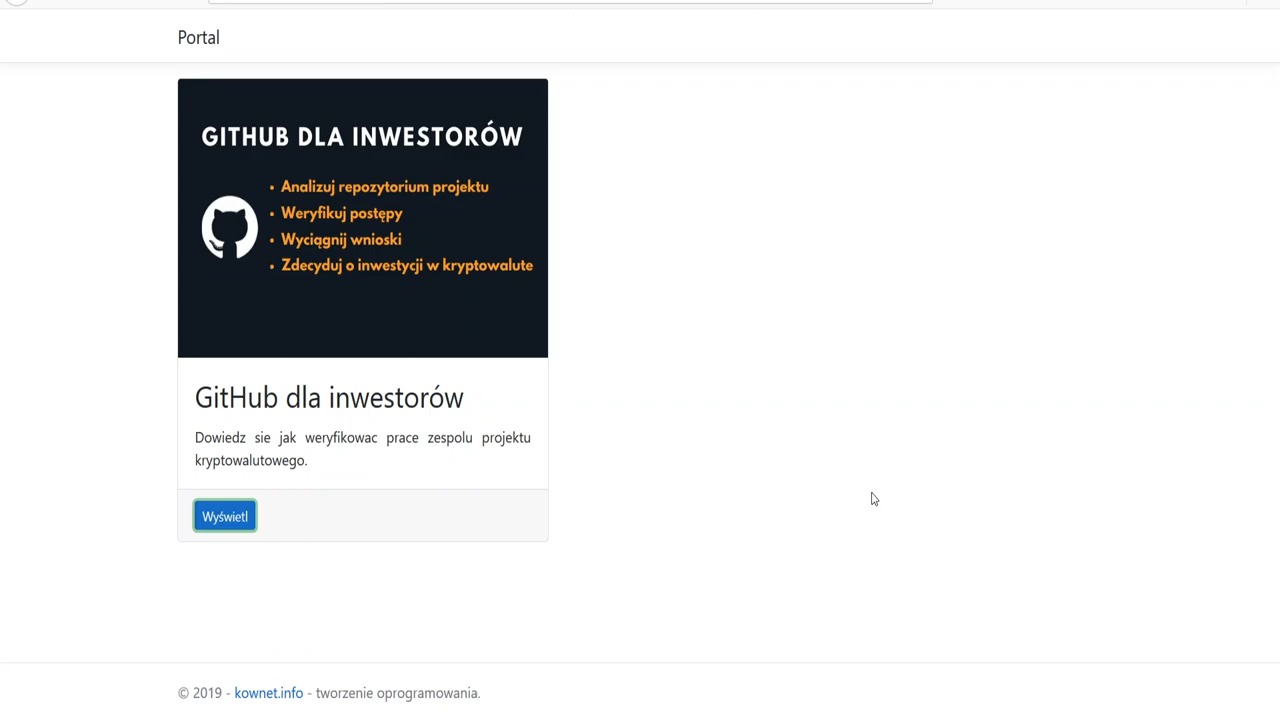 Portal
GITHUB DLA INWESTORÓW
• Analizuj repozytorium projektu
• Weryfikuj postępy
• Wyciągnij wnioski
• Zdecyduj o inwestycji w kryptowalute
GitHub dla inwestorów
Dowiedz sie jak weryfikowac prace zespolu projektu
kryptowalutowego.
Wyświetl
© 2019 - kownet.info - tworzenie oprogramowania.